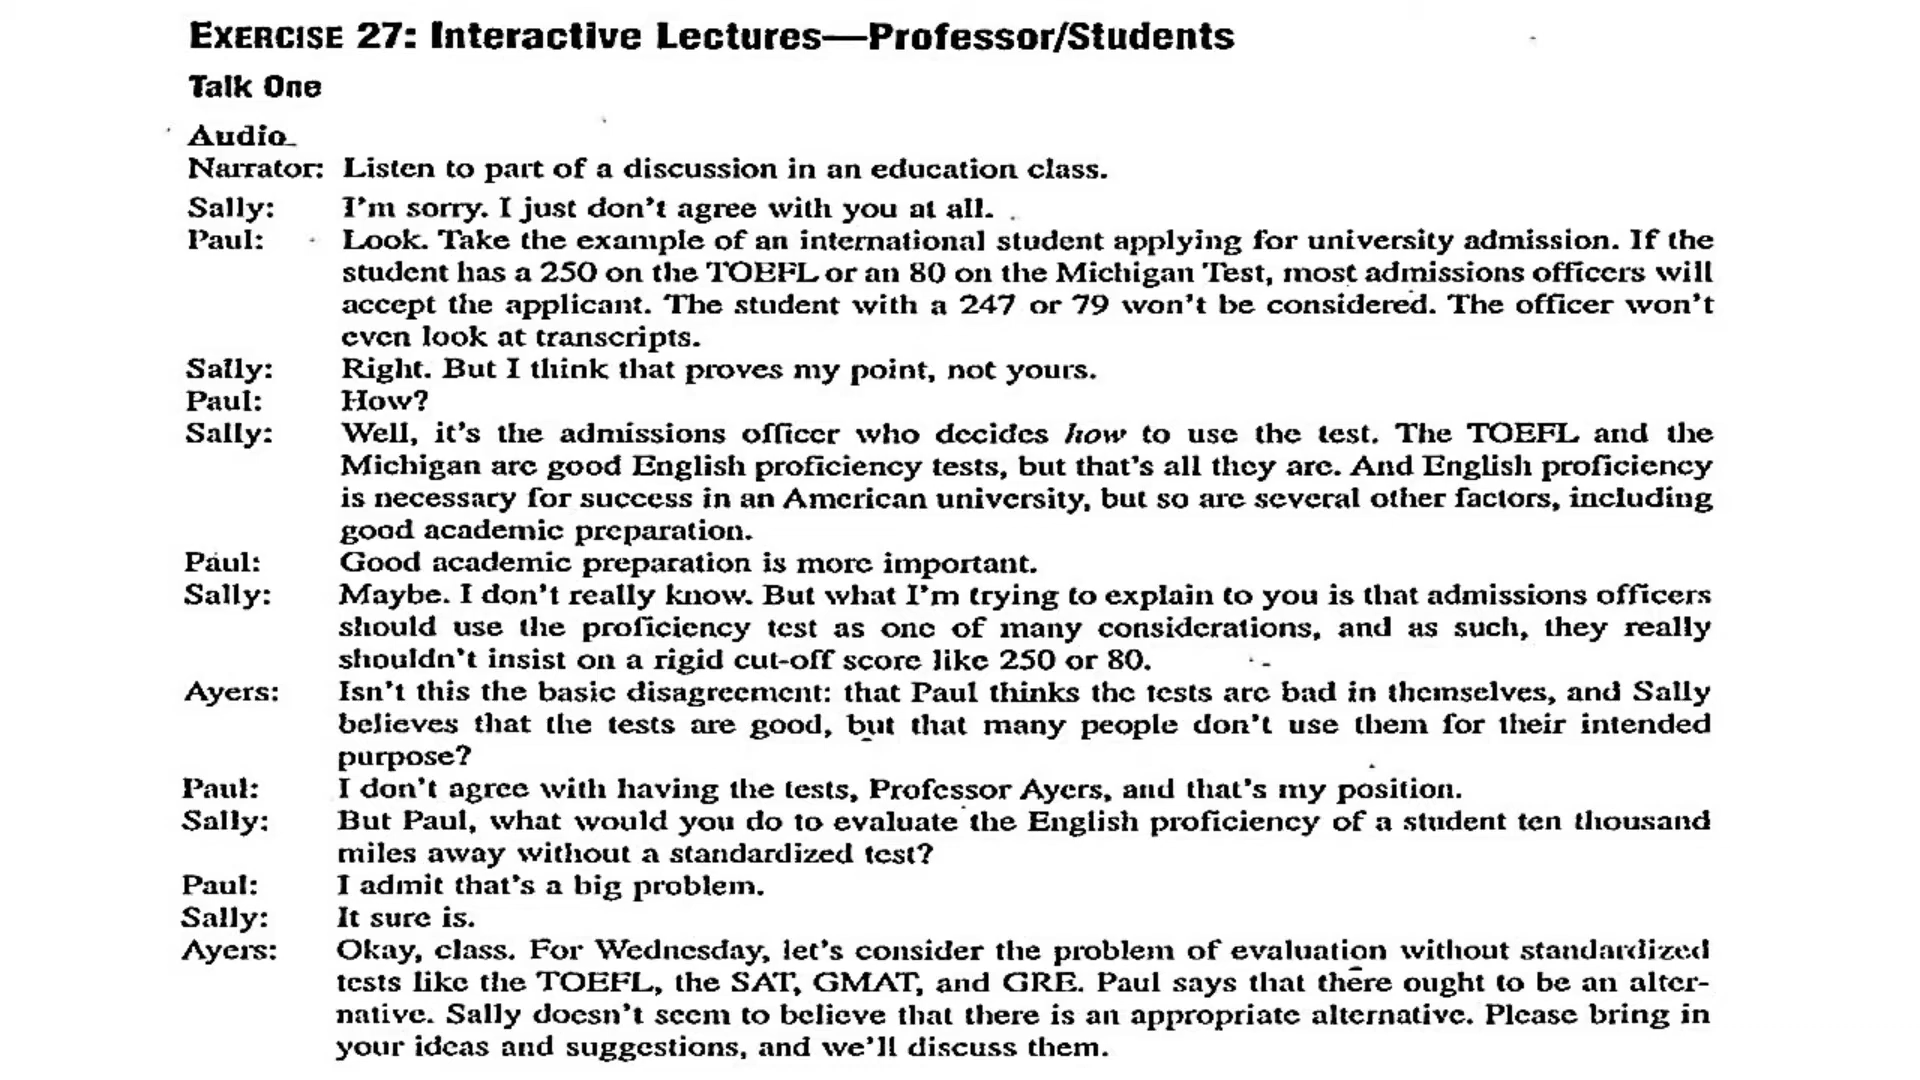 EXERCISE 27: Interactive Lectures—Professor/Students
Talk One
Audio
Narrator: Listen to part of a discussion in an education class.
Sally: I'm sorry. I just don't agree with you at all.
Paul: Look. Take the example of an international student applying for university admission. If the
student has a 250 on the TOEFL or an 80 on the Michigan Test, most admissions officers will
accept the applicant. The student with a 247 or 79 won't be considered. The officer won't
even look at transcripts.
Sally: Right. But I think that proves my point, not yours.
Paul: How?
Sally: Well, it's the admissions officer who decides how to use the test. The TOEFL and the
Michigan are good English proficiency tests, but that's all they are. And English proficiency
is necessary for success in an American university, but so are several other factors, including
good academic preparation.
Paul: Good academic preparation is more important.
Sally: Maybe. I don't really know. But what I'm trying to explain to you is that admissions officers
should use the proficiency test as one of many considerations, and as such, they really
shouldn't insist on a rigid cut-off score like 250 or 80.
Ayers: Isn't this the basic disagreement: that Paul thinks the tests are bad in themselves, and Sally
believes that the tests are good, but that many people don't use them for their intended
purpose?
Paul: I don't agree with having the tests, Professor Ayers, and that's my position.
Sally: But Paul, what would you do to evaluate the English proficiency of a student ten thousand
miles away without a standardized test?
Paul: I admit that's a big problem.
Sally: It sure is.
Ayers: Okay, class. For Wednesday, let's consider the problem of evaluation without standardized
tests like the TOEFL, the SAT, GMAT, and GRE. Paul says that there ought to be an alter-
native. Sally doesn't seem to believe that there is an appropriate alternative. Please bring in
your ideas and suggestions, and we'll discuss them.